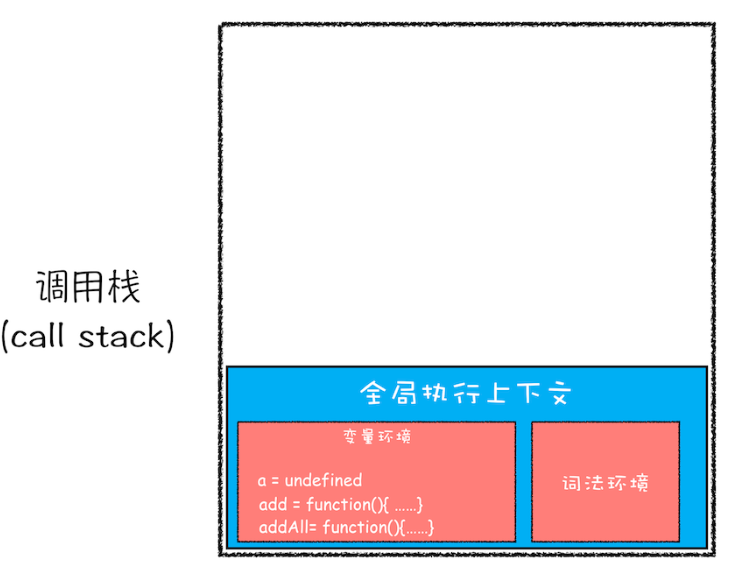 调用栈
(call stack)
全局执行上下文
变量环境
a = undefined
add = function(){ ......}
addAll= function(){......}
词法环境